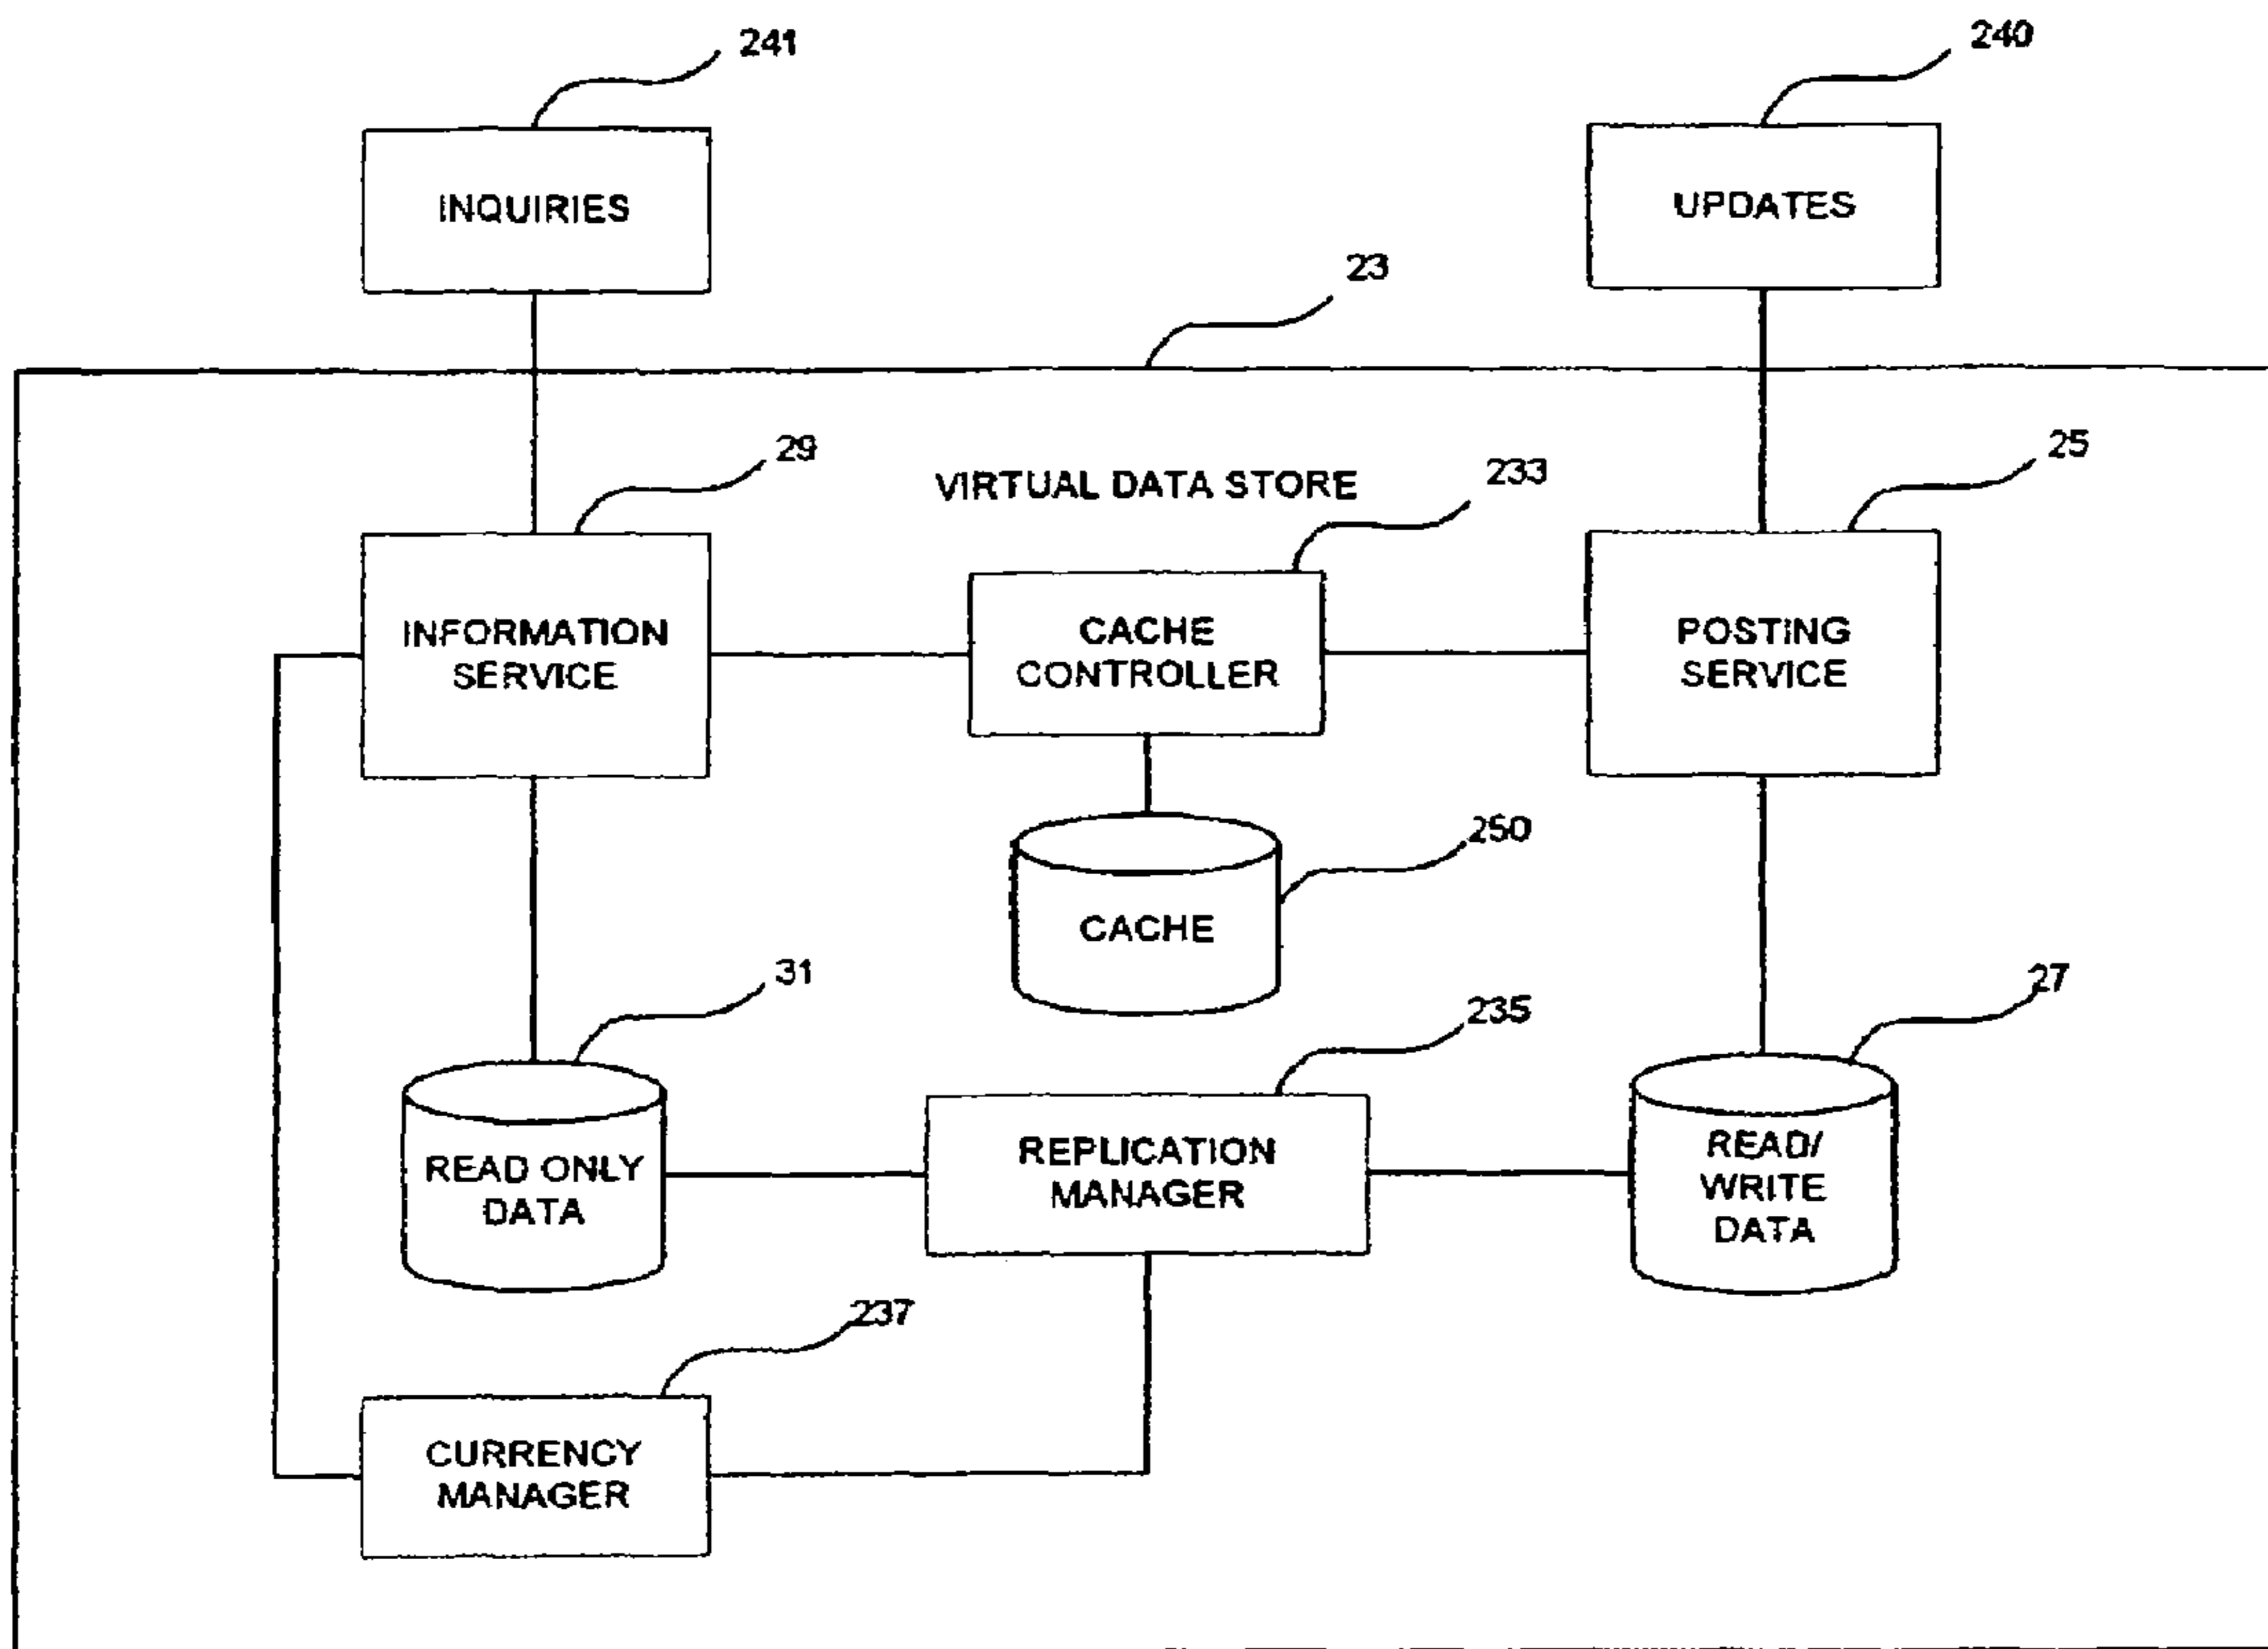 241
240
INQUIRIES
UPDATES
23
29
VIRTUAL DATA STORE
233
25
INFORMATION
SERVICE
CACHE
CONTROLLER
POSTING
SERVICE
250
CACHE
31
235
27
READ ONLY
DATA
REPLICATION
MANAGER
READ/
WRITE
DATA
237
CURRENCY
MANAGER